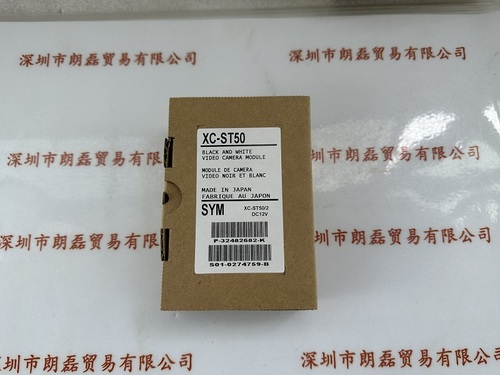 深圳市朗磊贸易有限公司
深圳市朗磊贸易有限公司
XC-ST50
BLACK AND WHITE
VIDEO CAMERA MODULE
MODULE DE CAMERA
VIDEO NOIR ET BLANC
MADE IN JAPAN
FABRIQUE AU JAPON
SYM
XC-ST50/2
DC12V
P-32482682-K
S01-0274759-B
深圳市朗磊贸易有限公司
深圳市朗磊贸易有限公司
深圳市朗磊贸易有限公司
深圳市朗磊贸易有限公司
深圳市朗磊贸易有限公司
深圳市朗磊贸易有限公司